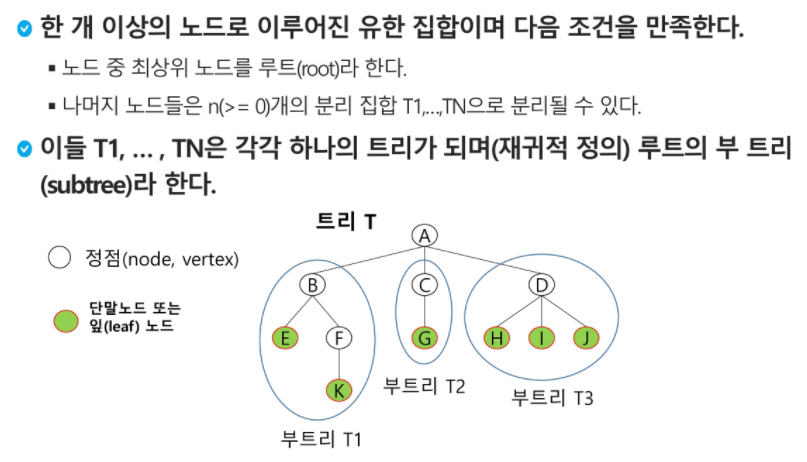 한 개 이상의 노드로 이루어진 유한 집합이며 다음 조건을 만족한다.
▪ 노드 중 최상위 노드를 루트(root)라 한다.
▪ 나머지 노드들은 n(>= 0)개의 분리 집합 T1,...,TN으로 분리될 수 있다.
이들 T1, ... , TN은 각각 하나의 트리가 되며(재귀적 정의) 루트의 부 트리
(subtree)라 한다.
트리 T
A
정점(node, vertex)
B C D
단말노드 또는
잎(leaf) 노드
E F G H I J
K
부트리 T2
부트리 T3
부트리 T1